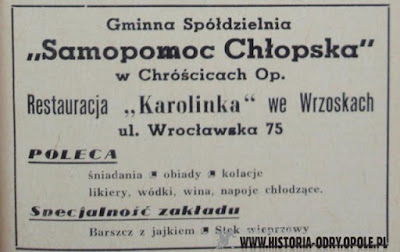 Gminna Spółdzielnia
„Samopomoc Chłopska"
w Chróścicach Op.
Restauracja „Karolinka" we Wrzoskach
ul. Wrocławska 75
POLECA
śniadania obiady kolacje
likiery, wódki, wina, napoje chłodzące.
Specjalność zakładu
Barszcz z jajkiem Stek wieprzowy
WWW.HISTORIA-ODRY.OPOLE.PL